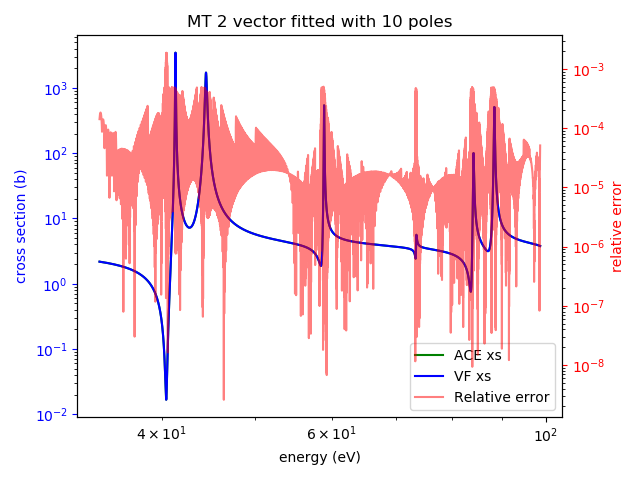 MT 2 vector fitted with 10 poles
10³
10²
10¹
10⁰
10⁻¹
10⁻²
cross section (b)
10⁻³
10⁻⁴
10⁻⁵
10⁻⁶
10⁻⁷
10⁻⁸
relative error
ACE xs
VF xs
Relative error
4 × 10¹
6 × 10¹
10²
energy (eV)